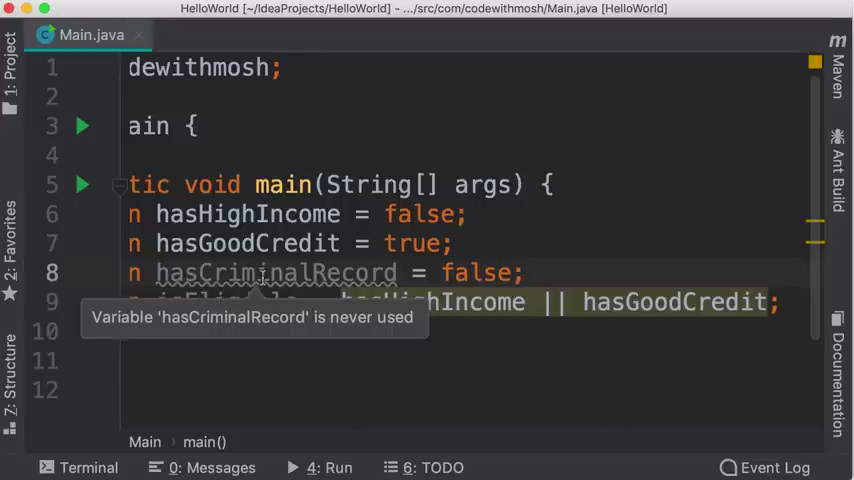 HelloWorld [~/IdeaProjects/HelloWorld] - .../src/com/codewithmosh/Main.java [HelloWorld]
Main.java
1: Project
2: Favorites
7: Structure
1 dewithmosh;
2
3 ain {
4
5 tic void main(String[] args) {
6 n hasHighIncome = false;
7 n hasGoodCredit = true;
8 n hasCriminalRecord = false;
9 hasHighIncome || hasGoodCredit;
Variable 'hasCriminalRecord' is never used
10
11
12
m
Maven
Ant Build
Documentation
Main
main()
Terminal
0: Messages
4: Run
6: TODO
Event Log